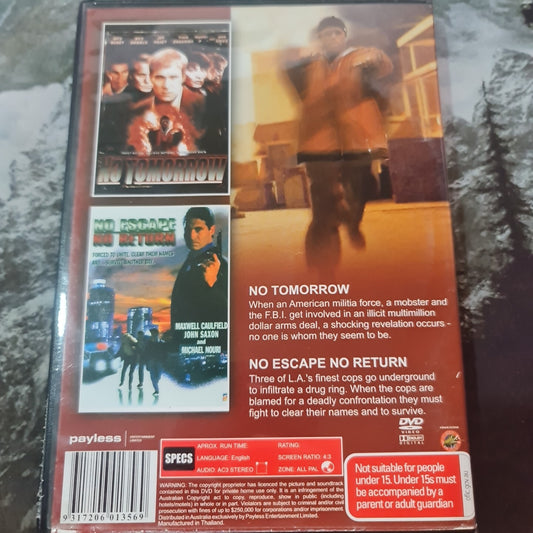 NO TOMORROW
NO ESCAPE
NO RETURN
FORCED TO UNITE, CLEAR THEIR NAMES
MAXWELL CAULFIELD
JOHN SAXON
and
MICHAEL NOURI
NO TOMORROW
When an American militia force, a mobster and
the F.B.I. get involved in an illicit multimillion
dollar arms deal, a shocking revelation occurs -
no one is whom they seem to be.
NO ESCAPE NO RETURN
Three of L.A.'s finest cops go underground
to infiltrate a drug ring. When the cops are
blamed for a deadly confrontation they must
fight to clear their names and to survive.
DVD
VIDEO
DOLBY
DIGITAL
payless
ENTERTAINMENT
LIMITED
SPECS
APROX. RUN TIME:
RATING:
LANGUAGE: English
SCREEN RATIO: 4:3
AUDIO: AC3 STEREO
ZONE: ALL PAL
WARNING: The copyright proprietor has licensed the picture and soundtrack
contained in this DVD for private home use only. It is an infringement of the
Australian Copyright act to copy, reproduce, show in public (including
hotels/motels) in whole or in part. Violators are subject to criminal and/or civil
prosecution with fines of up to $250,000 for corporations and/or imprisonment.
Distributed in Australia exclusively by Payless Entertainment Limited.
Manufactured in Thailand.
9 317206 013569
Not suitable for people
under 15. Under 15s must
be accompanied by a
parent or adult guardian
oflc.gov.au